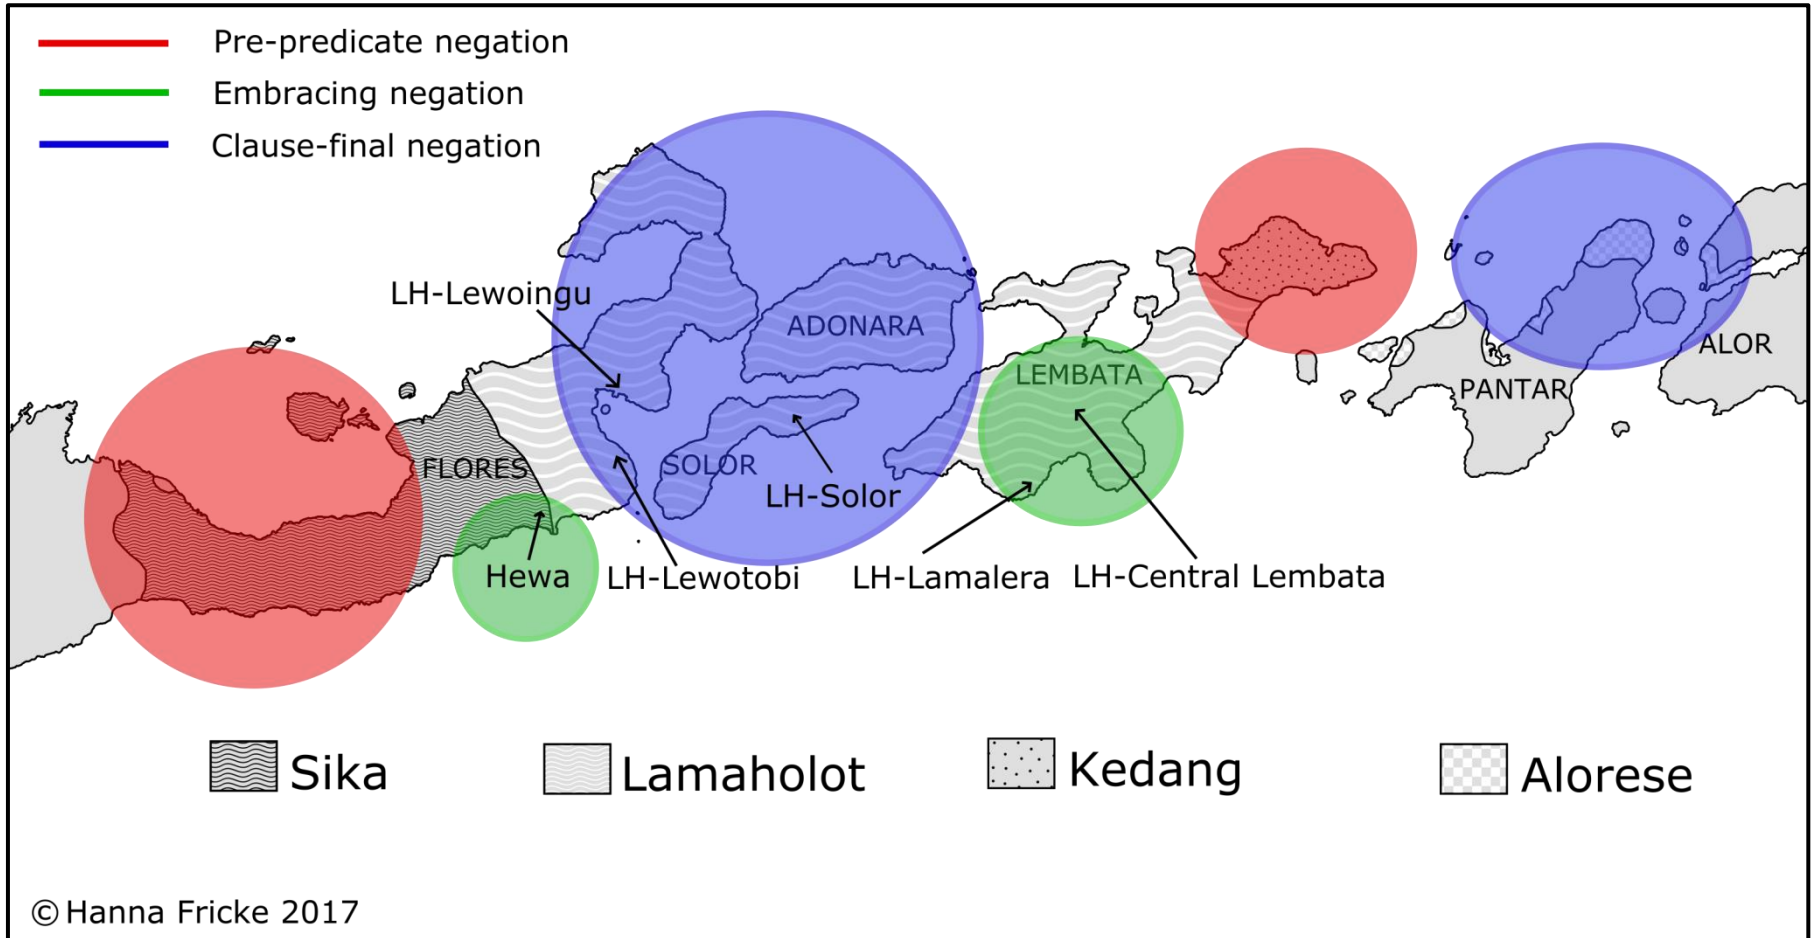 Pre-predicate negation
Embracing negation
Clause-final negation
LH-Lewoingu
ADONARA
ALOR
LEMBATA
PANTAR
FLORES
SOLOR
LH-Solor
Hewa
LH-Lewotobi
LH-Lamalera
LH-Central Lembata
Sika
Lamaholot
Kedang
Alorese
© Hanna Fricke 2017